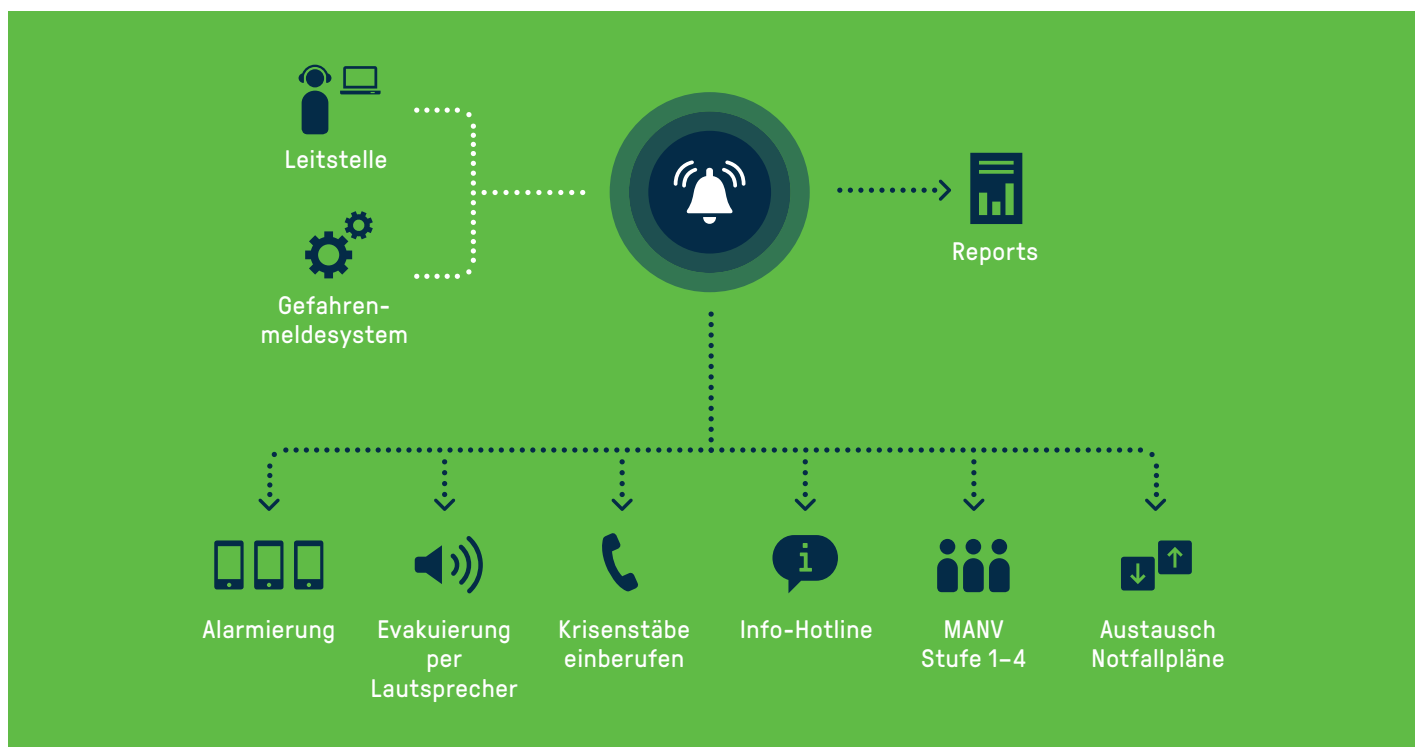 Leitstelle
Gefahren-
meldesystem
Reports
Alarmierung
Evakuierung
per
Lautsprecher
Krisenstäbe
einberufen
i
Info-Hotline
MANV
Stufe 1–4
Austausch
Notfallpläne